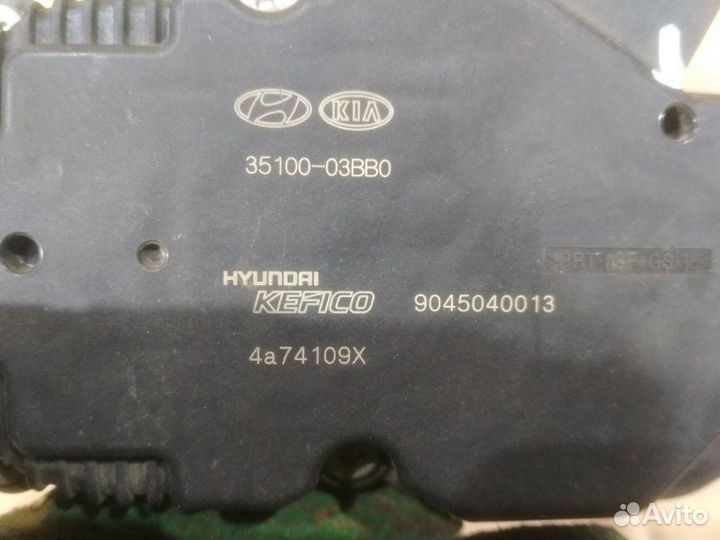 KIA
35100-03BB0
HYUNDAI
KEFICO 9045040013
4a74109X
Avito